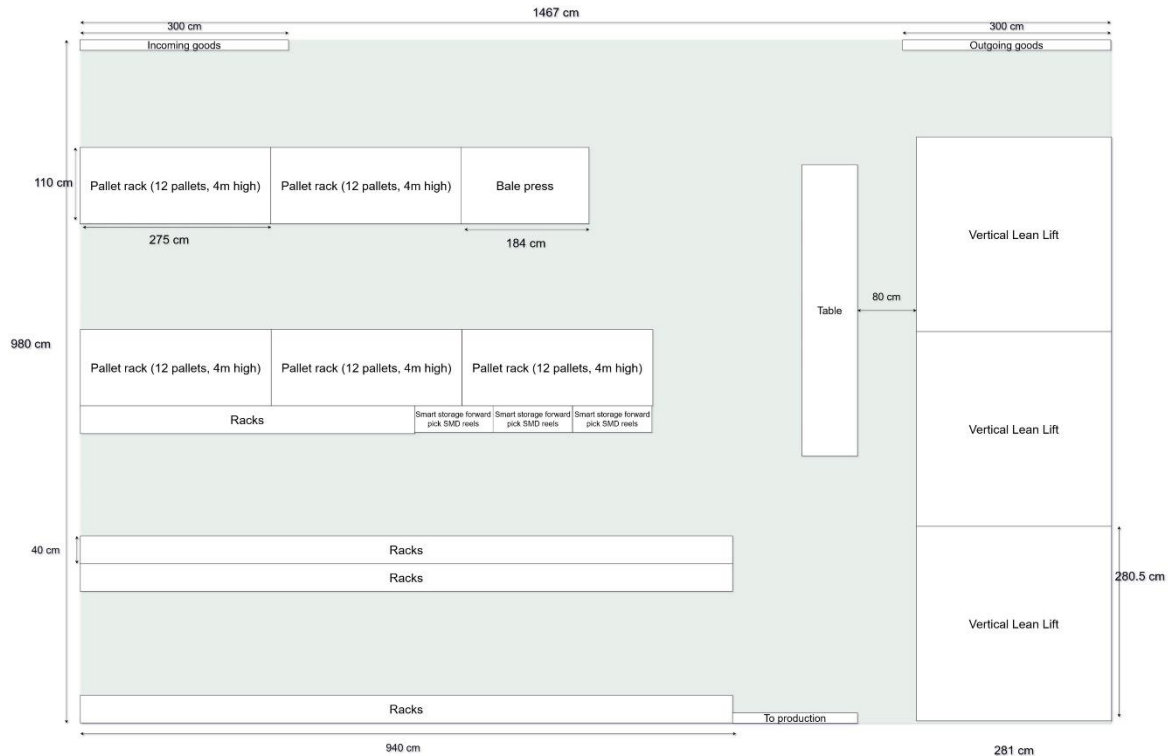 1467 cm
300 cm
300 cm
Incoming goods
Outgoing goods
110 cm
Pallet rack (12 pallets, 4m high)
Pallet rack (12 pallets, 4m high)
Bale press
275 cm
184 cm
Vertical Lean Lift
80 cm
Table
980 cm
Pallet rack (12 pallets, 4m high)
Pallet rack (12 pallets, 4m high)
Pallet rack (12 pallets, 4m high)
Racks
Smart storage forward
pick SMD reels
Smart storage forward
pick SMD reels
Smart storage forward
pick SMD reels
Vertical Lean Lift
40 cm
Racks
Racks
280.5 cm
Vertical Lean Lift
Racks
To production
940 cm
281 cm